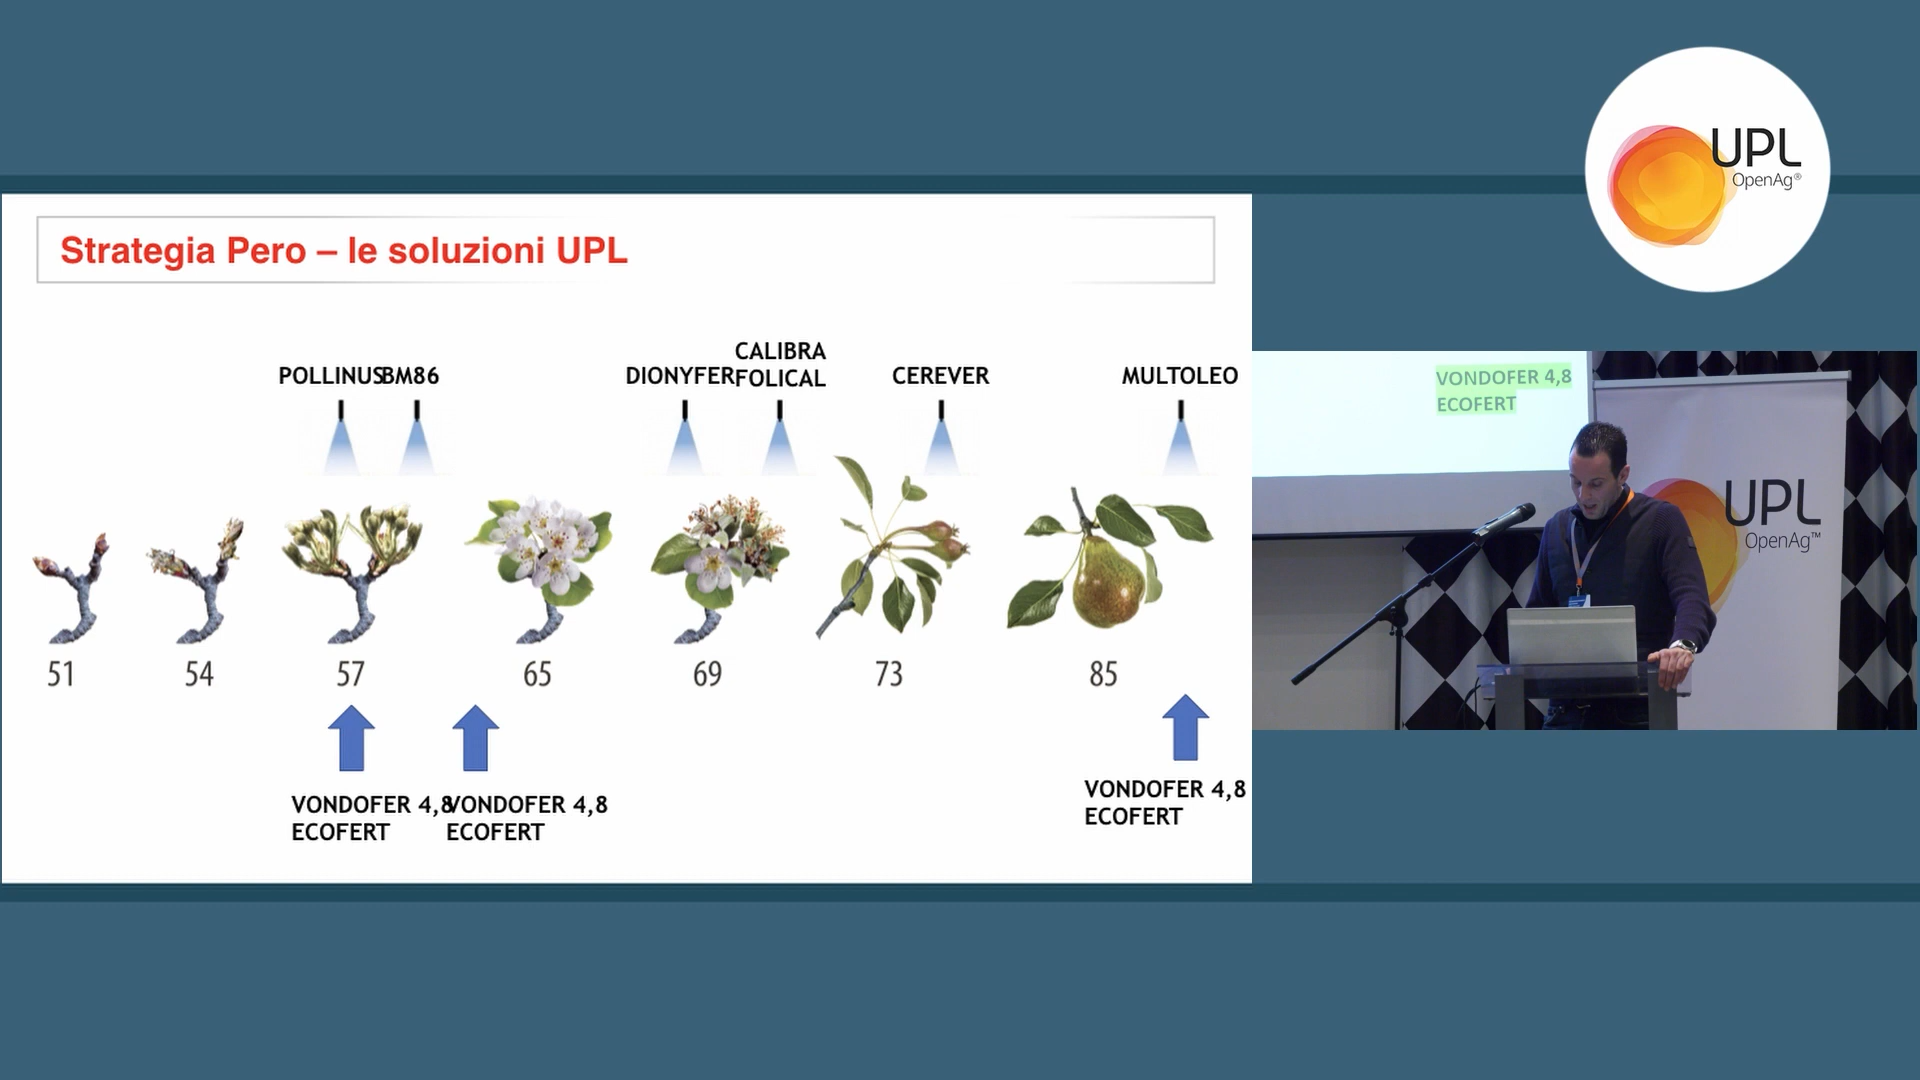 UPL
OpenAg®
Strategia Pero – le soluzioni UPL
POLLINUS
BM86
DIONYFER
CALIBRA
FOLICAL
CEREVER
MULTOLEO
51
54
57
65
69
73
85
VONDOFER 4,8
ECOFERT
VONDOFER 4,8
ECOFERT
VONDOFER 4,8
ECOFERT
VONDOFER 4,8
ECOFERT
UPL
OpenAg™